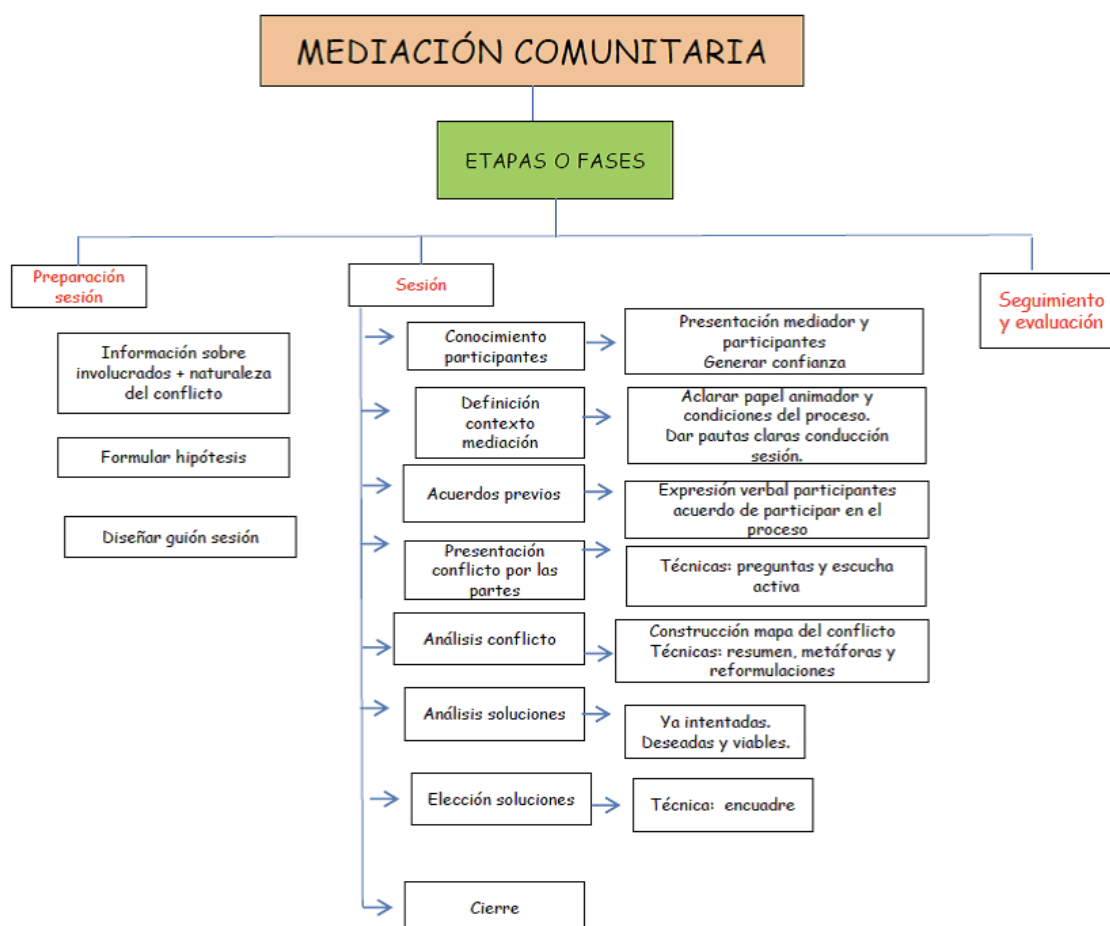 MEDIACIÓN COMUNITARIA
ETAPAS O FASES
Preparación
sesión
Información sobre
involucrados + naturaleza
del conflicto
Formular hipótesis
Diseñar guión sesión
Sesión
Conocimiento
participantes
Presentación mediador y
participantes
Generar confianza
Definición
contexto
mediación
Aclarar papel animador y
condiciones del proceso.
Dar pautas claras conducción
sesión.
Acuerdos previos
Expresión verbal participantes
acuerdo de participar en el
proceso
Presentación
conflicto por las
partes
Técnicas: preguntas y escucha
activa
Análisis conflicto
Construcción mapa del conflicto
Técnicas: resumen, metáforas y
reformulaciones
Análisis soluciones
Ya intentadas.
Deseadas y viables.
Elección soluciones
Técnica: encuadre
Cierre
Seguimiento
y evaluación